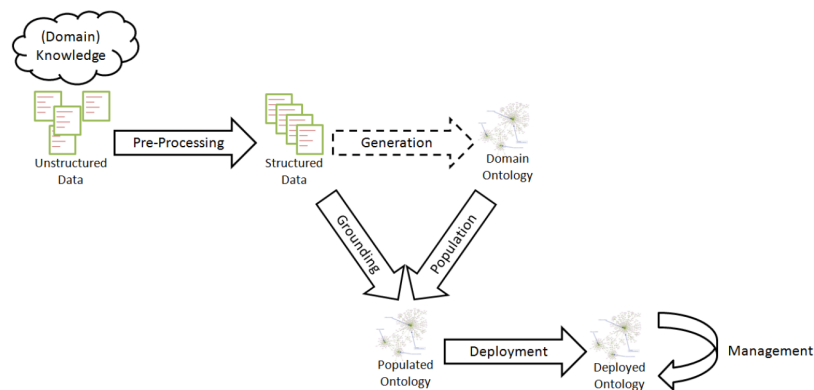 (Domain)
Knowledge
Unstructured
Data
Pre-Processing
Structured
Data
Generation
Domain
Ontology
Grounding
Population
Populated
Ontology
Deployment
Deployed
Ontology
Management